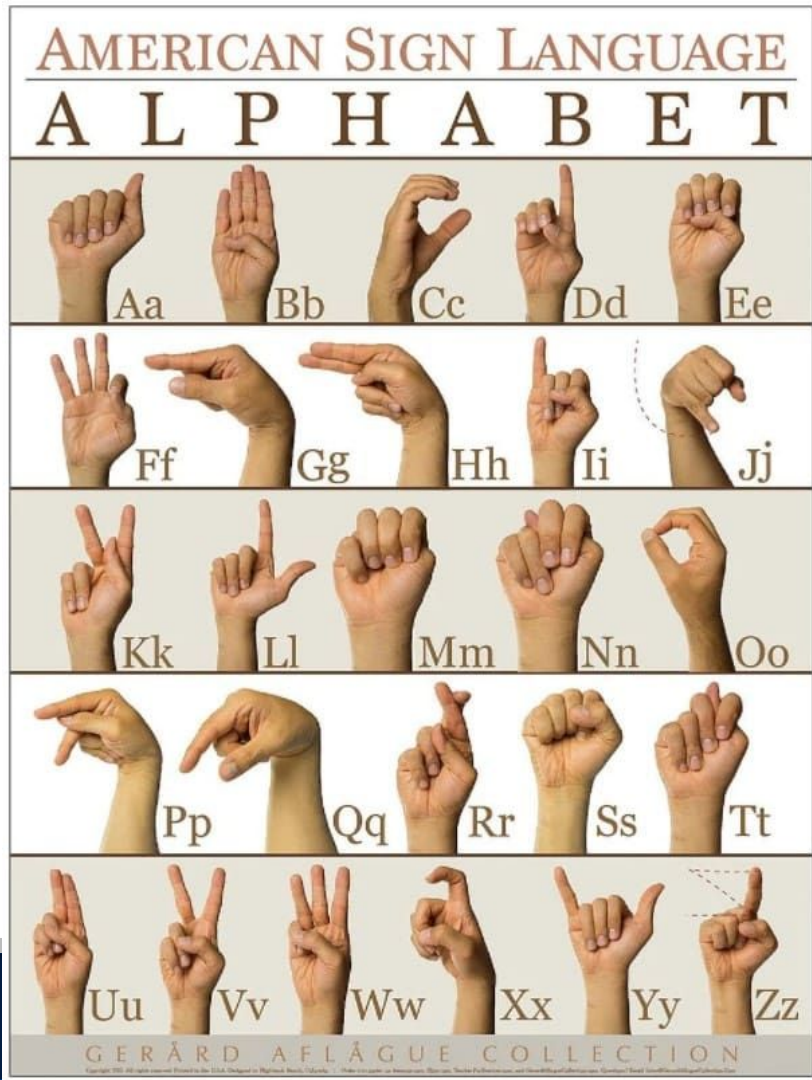 AMERICAN SIGN LANGUAGE
ALPHABET
Aa Bb Cc Dd Ee
Ff Gg Hh Ii Jj
Kk Ll Mm Nn Oo
Pp Qq Rr Ss Tt
Uu Vv Ww Xx Yy Zz
GERÅRD AFLÅGUE COLLECTION